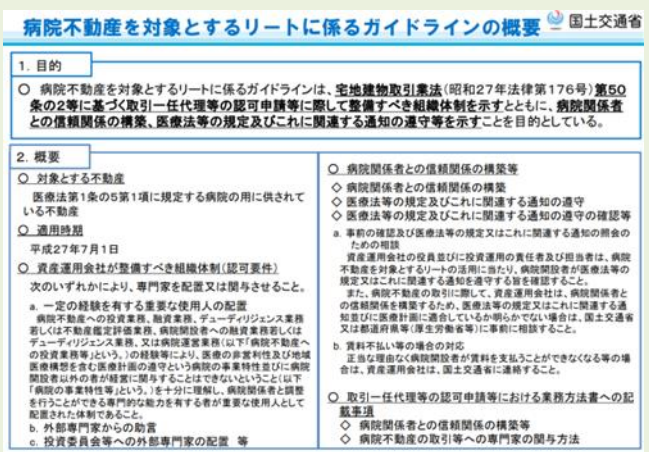 病院不動産を対象とするリートに係るガイドラインの概要
国土交通省
1. 目的
○ 病院不動産を対象とするリートに係るガイドラインは、宅地建物取引業法(昭和27年法律第176号)第50
条の2等に基づく取引一任代理等の認可申請等に際して整備すべき組織体制を示すとともに、病院関係者
との信頼関係の構築、医療法等の規定及びこれに関連する通知の遵守等を示すことを目的としている。
2. 概要
○ 対象とする不動産
医療法第1条の5第1項に規定する病院の用に供されて
いる不動産
○ 適用時期
平成27年7月1日
○ 資産運用会社が整備すべき組織体制(認可要件)
次のいずれかにより、専門家を配置又は関与させること。
a. 一定の経験を有する重要な使用人の配置
病院不動産への投資業務、融資業務、デューディリジェンス業務
若しくは不動産鑑定評価業務、病院開設者への融資業務若しくは
デューディリジェンス業務、又は病院運営業務(以下「病院不動産へ
の投資業務等」という。)の経験等により、医療の非営利性及び地域
医療構想を含む医療計画の遵守という病院の事業特性並びに病院
開設者以外の者が経営に関与することはできないということ(以下
「病院の事業特性等」という。)を十分に理解し、病院関係者と調整
を行うことができる専門的な能力を有する者が重要な使用人として
配置された体制であること。
b. 外部専門家からの助言
c. 投資委員会等への外部専門家の配置 等
○ 病院関係者との信頼関係の構築等
◇ 病院関係者との信頼関係の構築
◇ 医療法等の規定及びこれに関連する通知の遵守
◇ 医療法等の規定及びこれに関連する通知の遵守の確認等
a. 事前の確認及び医療法等の規定又はこれに関連する通知の照会の
ための相談
資産運用会社の役員並びに投資運用の責任者及び担当者は、病院
不動産を対象とするリートの活用に当たり、病院開設者が医療法等の
規定又はこれに関連する通知を遵守する旨を確認すること。
また、病院不動産の取引に際して、資産運用会社は、病院関係者と
の信頼関係を構築するため、医療法等の規定又はこれに関連する通
知並びに医療計画に適合しているか明らかでない場合は、国土交通省
又は都道府県等(厚生労働省等)に事前に相談すること。
b. 賃料不払い等の場合の対応
正当な理由なく病院開設者が賃料を支払うことができなくなる等の場
合は、資産運用会社は、国土交通省に連絡すること。
○ 取引一任代理等の認可申請等における業務方法書への記
載事項
◇ 病院関係者との信頼関係の構築等
◇ 病院不動産の取引等への専門家の関与方法